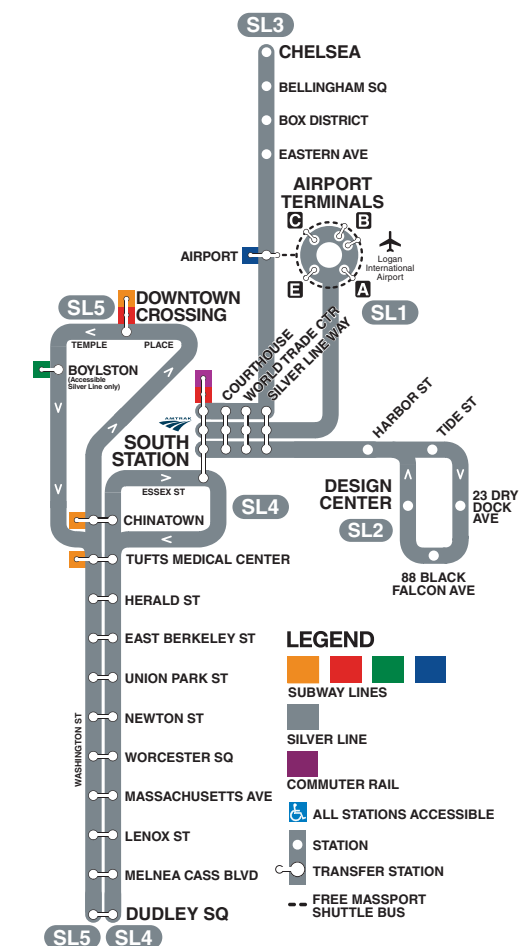 SL3
CHELSEA
BELLINGHAM SQ
BOX DISTRICT
EASTERN AVE
AIRPORT
TERMINALS
C
B
AIRPORT
Logan
International
Airport
E
A
SL1
SL5
DOWNTOWN
CROSSING
TEMPLE PLACE
BOYLSTON
(Accessible
Silver Line only)
COURTHOUSE
WORLD TRADE CTR
SILVER LINE WAY
AMTRAK
SOUTH
STATION
HARBOR ST
TIDE ST
ESSEX ST
SL4
DESIGN
CENTER
SL2
23 DRY
DOCK
AVE
88 BLACK
FALCON AVE
CHINATOWN
TUFTS MEDICAL CENTER
HERALD ST
EAST BERKELEY ST
UNION PARK ST
NEWTON ST
WASHINGTON ST
WORCESTER SQ
MASSACHUSETTS AVE
LENOX ST
MELNEA CASS BLVD
DUDLEY SQ
SL5
SL4
LEGEND
SUBWAY LINES
SILVER LINE
COMMUTER RAIL
ALL STATIONS ACCESSIBLE
STATION
TRANSFER STATION
FREE MASSPORT
SHUTTLE BUS